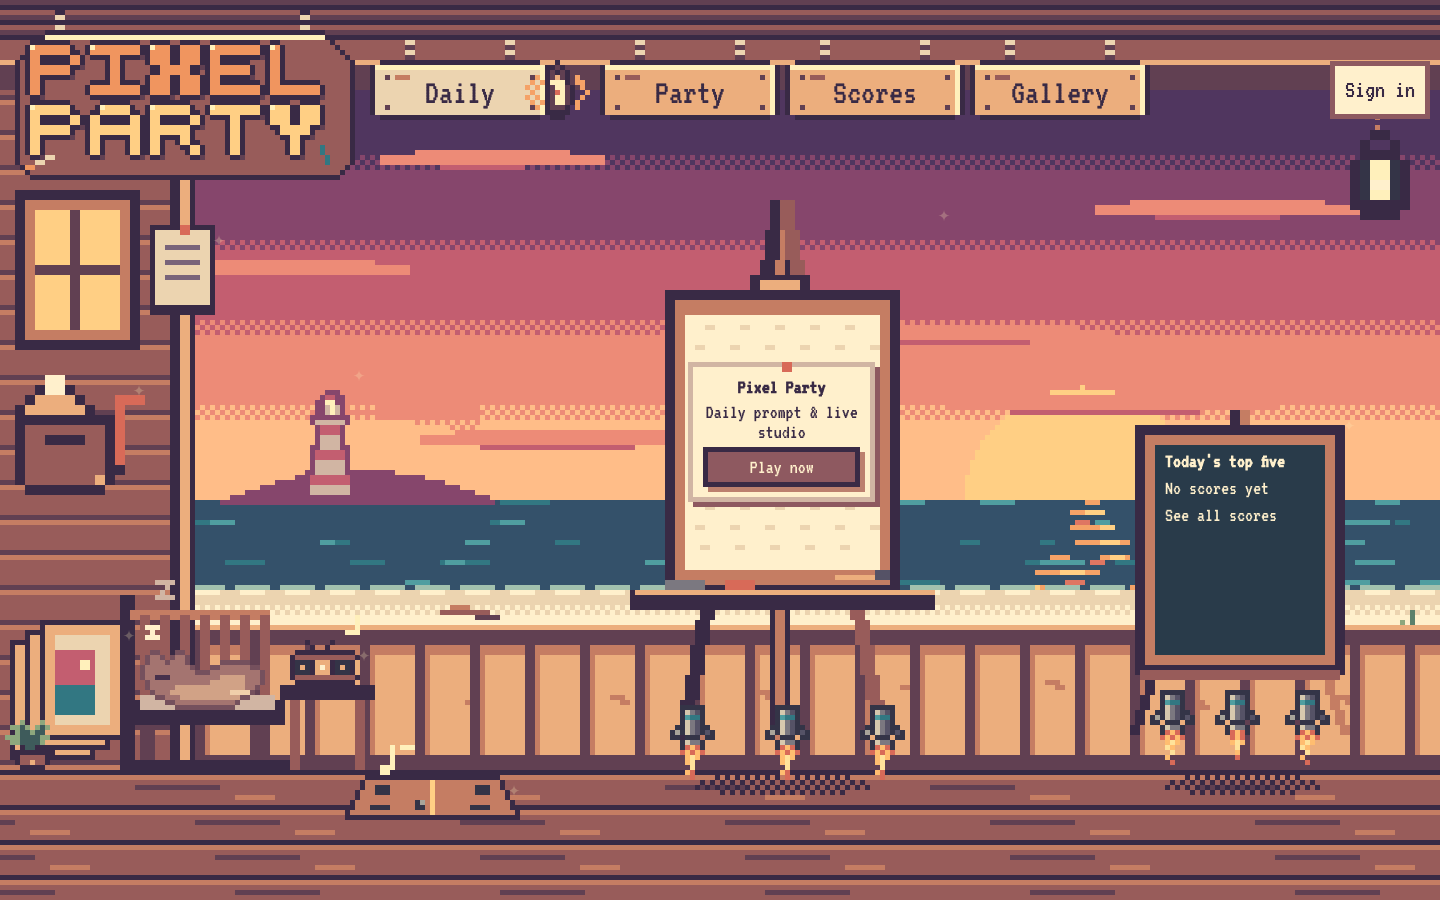 PIXEL
PARTY
Daily
Party
Scores
Gallery
Sign in
Pixel Party
Daily prompt & live
studio
Play now
Today's top five
No scores yet
See all scores